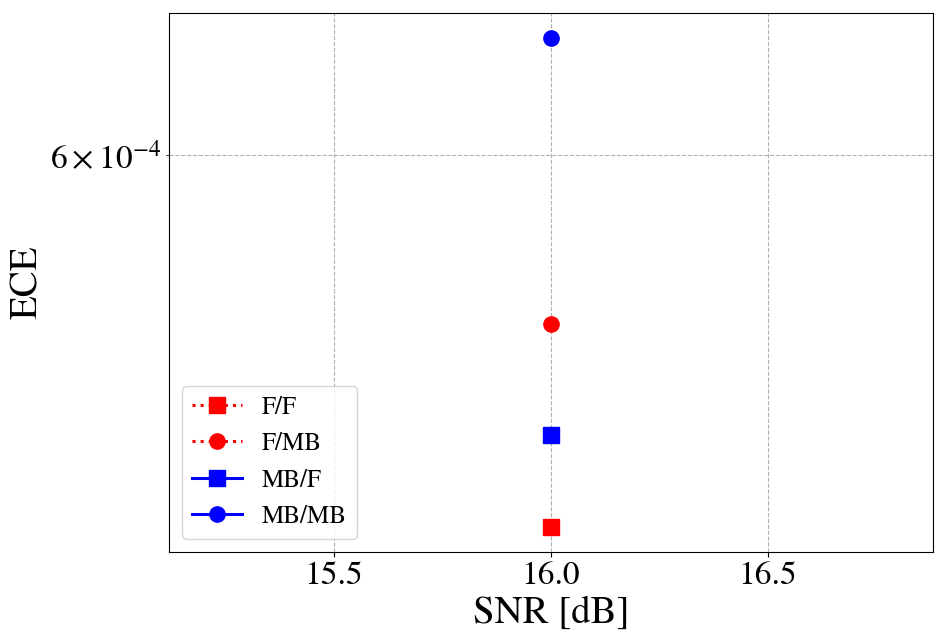 6×10⁻⁴
ECE
F/F
F/MB
MB/F
MB/MB
15.5 16.0 16.5
SNR [dB]